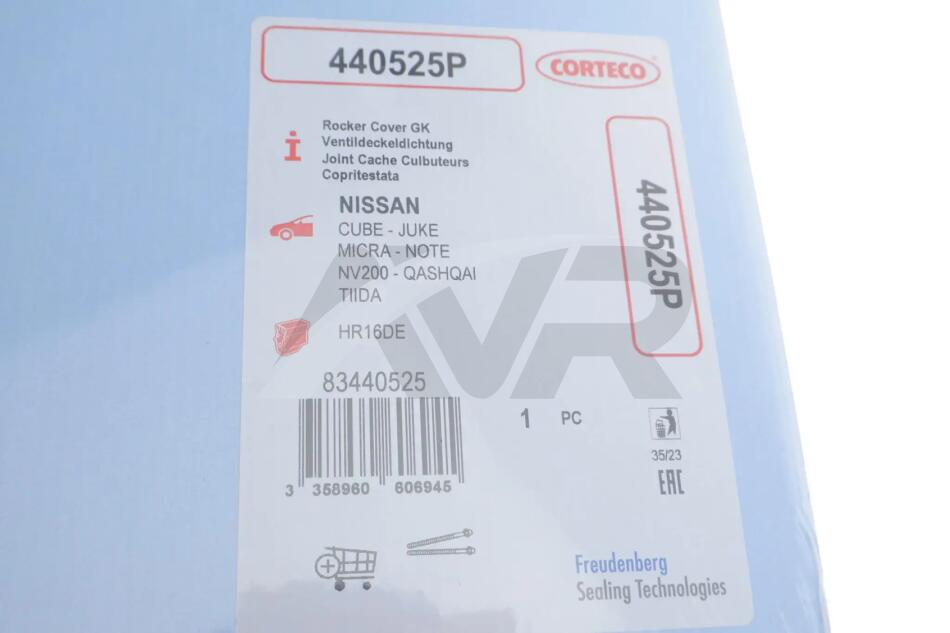 440525P
CORTECO
Rocker Cover GK
Ventildeckeldichtung
Joint Cache Culbuteurs
Copritestata
440525P
NISSAN
CUBE - JUKE
MICRA - NOTE
NV200 - QASHQAI
TIIDA
HR16DE
83440525
1 PC
35/23
EAC
3 358960 606945
Freudenberg
Sealing Technologies
AVR